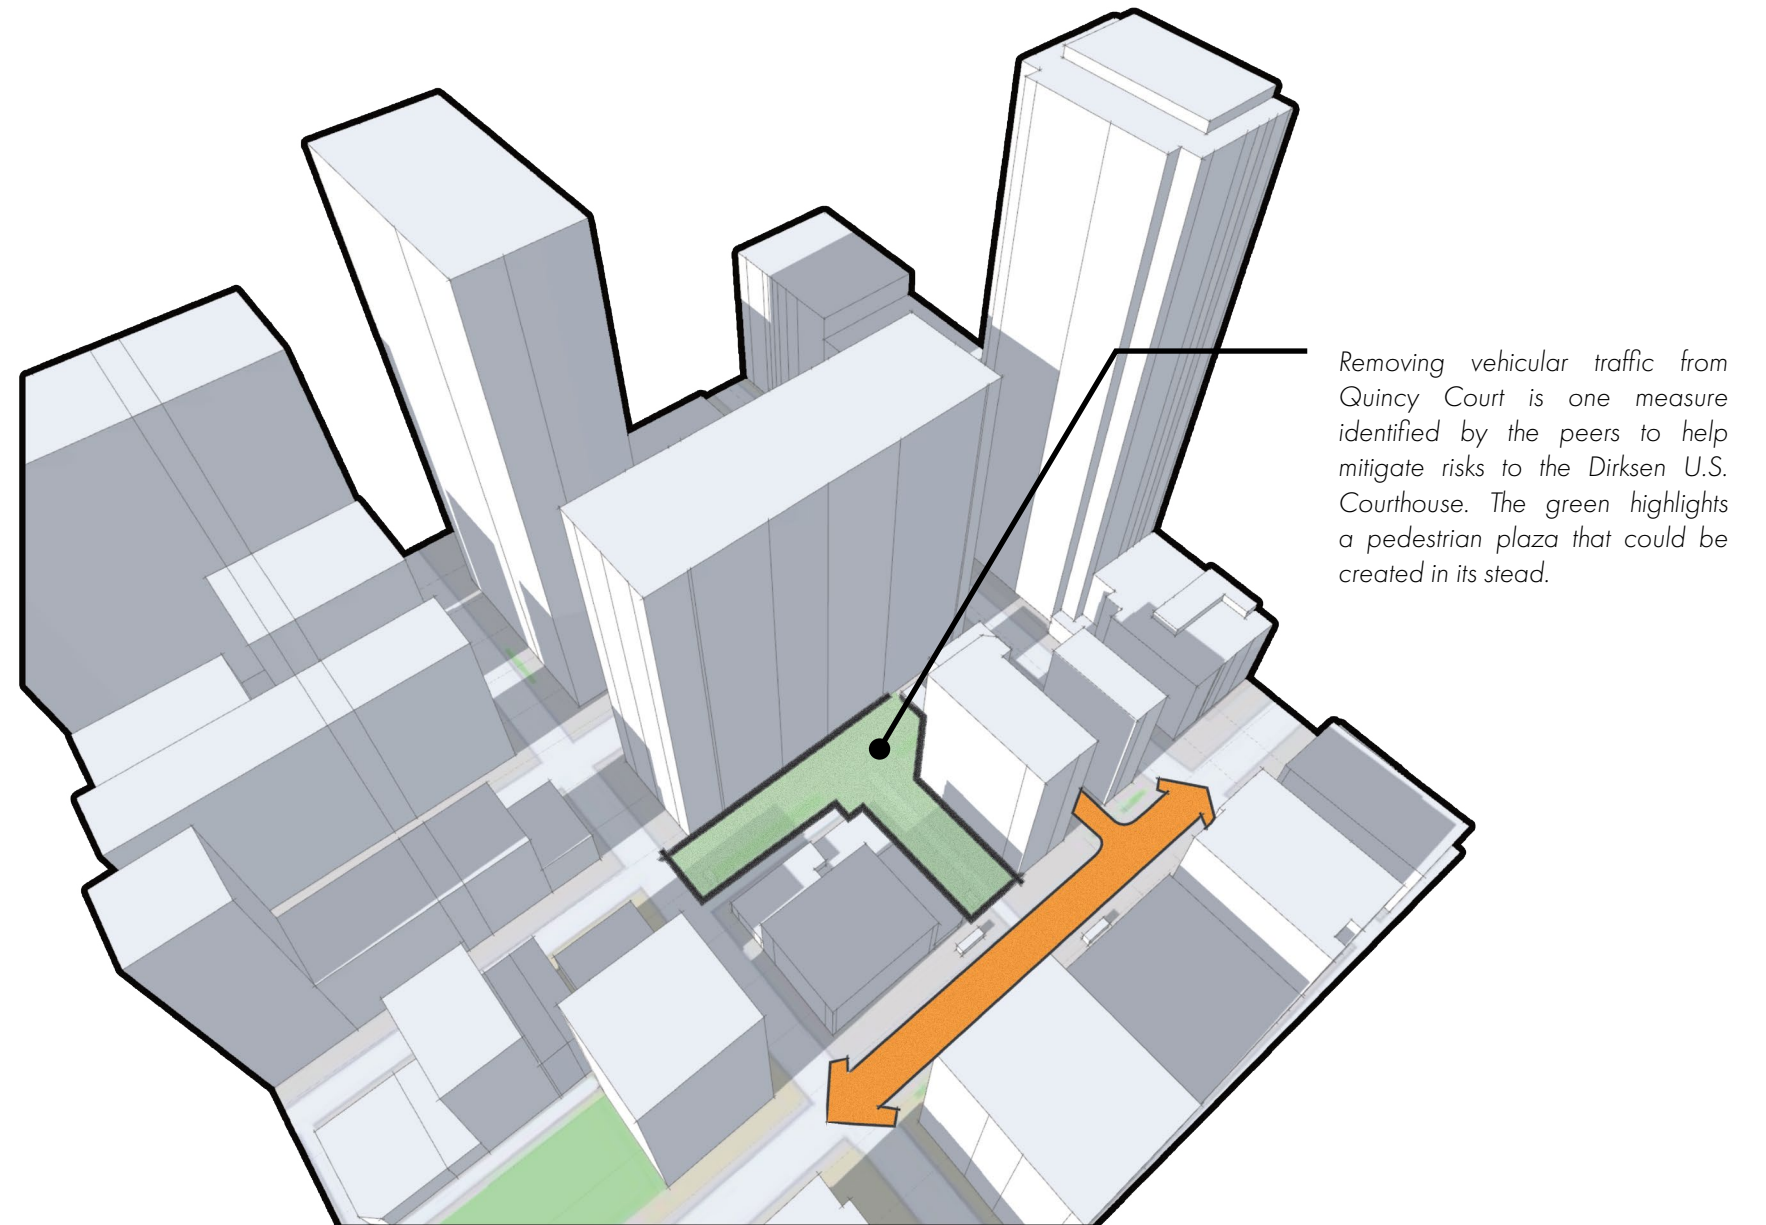 Removing vehicular traffic from
Quincy Court is one measure
identified by the peers to help
mitigate risks to the Dirksen U.S.
Courthouse. The green highlights
a pedestrian plaza that could be
created in its stead.